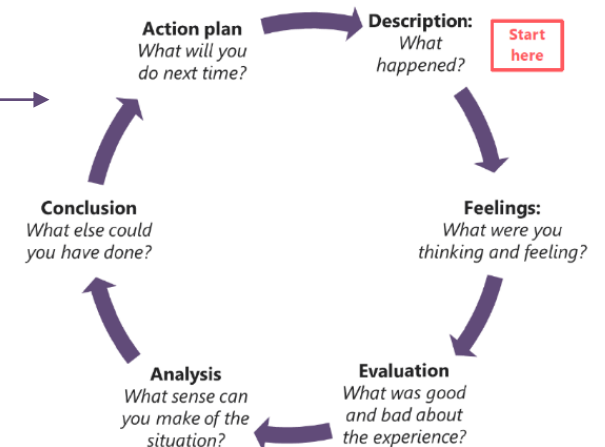 Description:
What
happened?
Start
here
Feelings:
What were you
thinking and feeling?
Evaluation
What was good
and bad about
the experience?
Analysis
What sense can
you make of the
situation?
Conclusion
What else could
you have done?
Action plan
What will you
do next time?